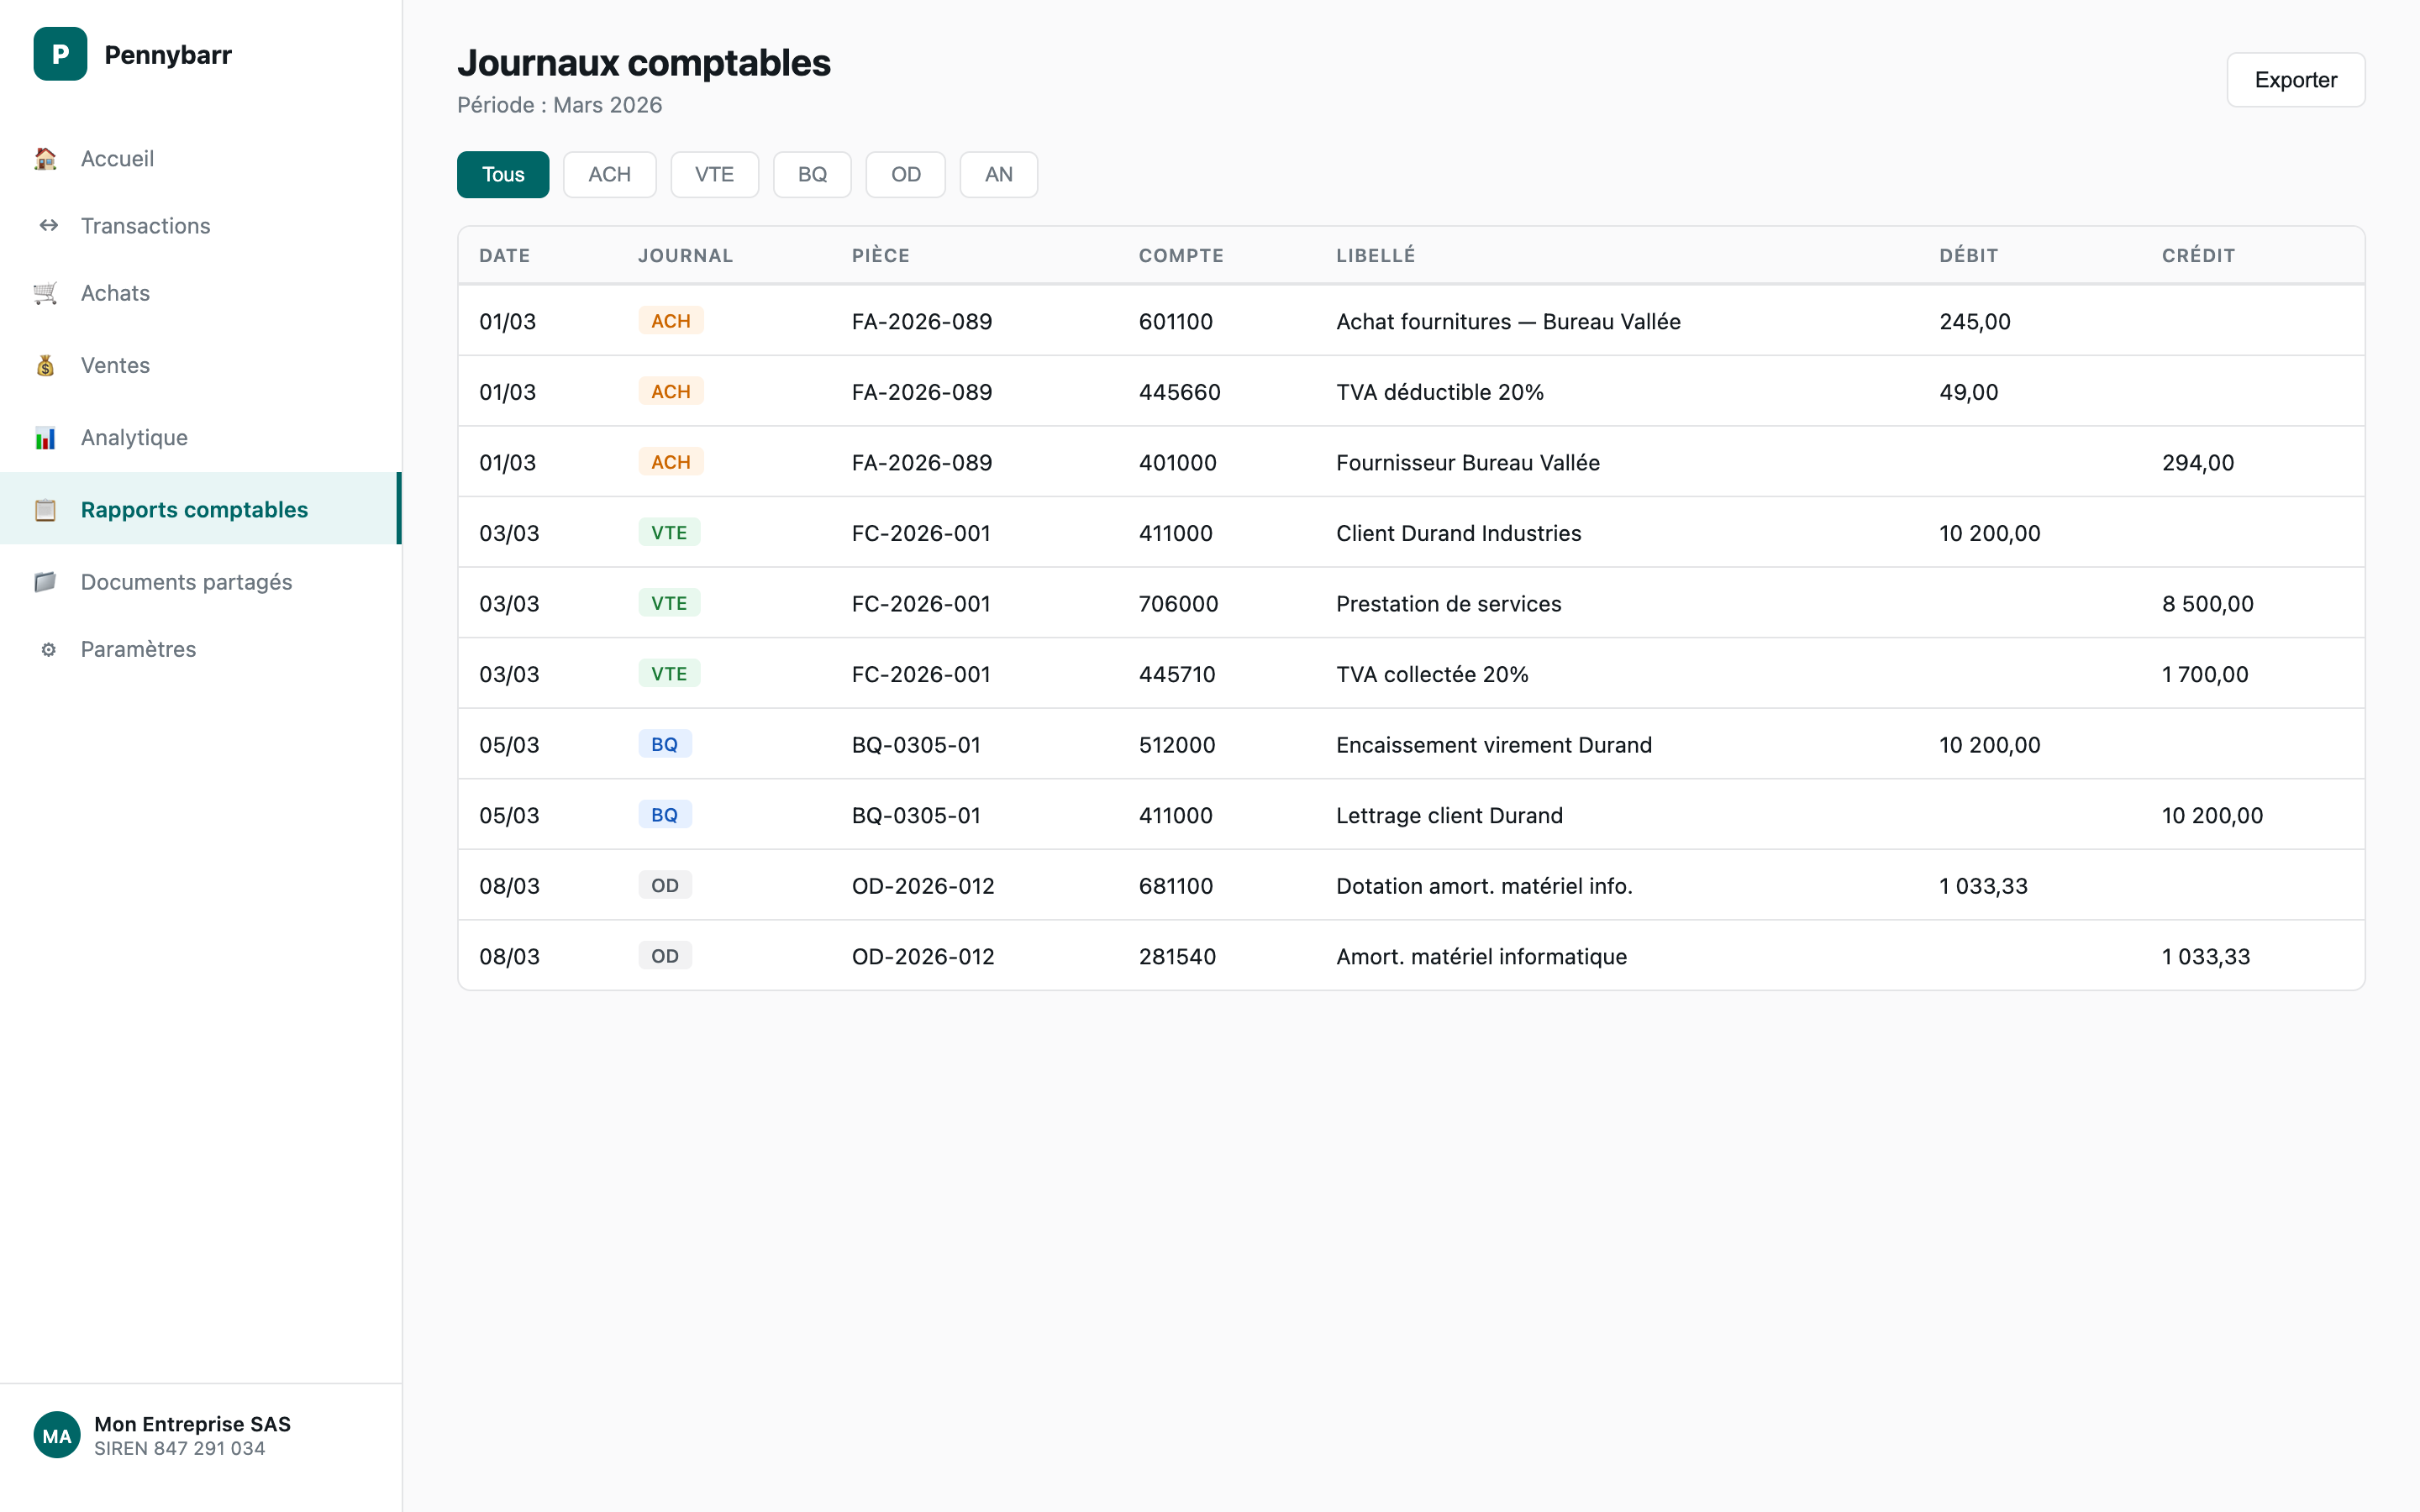 P Pennybarr
Accueil
Transactions
Achats
Ventes
Analytique
Rapports comptables
Documents partagés
Paramètres
MA Mon Entreprise SAS
SIREN 847 291 034
Journaux comptables
Période : Mars 2026
Exporter
Tous ACH VTE BQ OD AN
DATE JOURNAL PIÈCE COMPTE LIBELLÉ DÉBIT CRÉDIT
01/03 ACH FA-2026-089 601100 Achat fournitures — Bureau Vallée 245,00
01/03 ACH FA-2026-089 445660 TVA déductible 20% 49,00
01/03 ACH FA-2026-089 401000 Fournisseur Bureau Vallée 294,00
03/03 VTE FC-2026-001 411000 Client Durand Industries 10 200,00
03/03 VTE FC-2026-001 706000 Prestation de services 8 500,00
03/03 VTE FC-2026-001 445710 TVA collectée 20% 1 700,00
05/03 BQ BQ-0305-01 512000 Encaissement virement Durand 10 200,00
05/03 BQ BQ-0305-01 411000 Lettrage client Durand 10 200,00
08/03 OD OD-2026-012 681100 Dotation amort. matériel info. 1 033,33
08/03 OD OD-2026-012 281540 Amort. matériel informatique 1 033,33